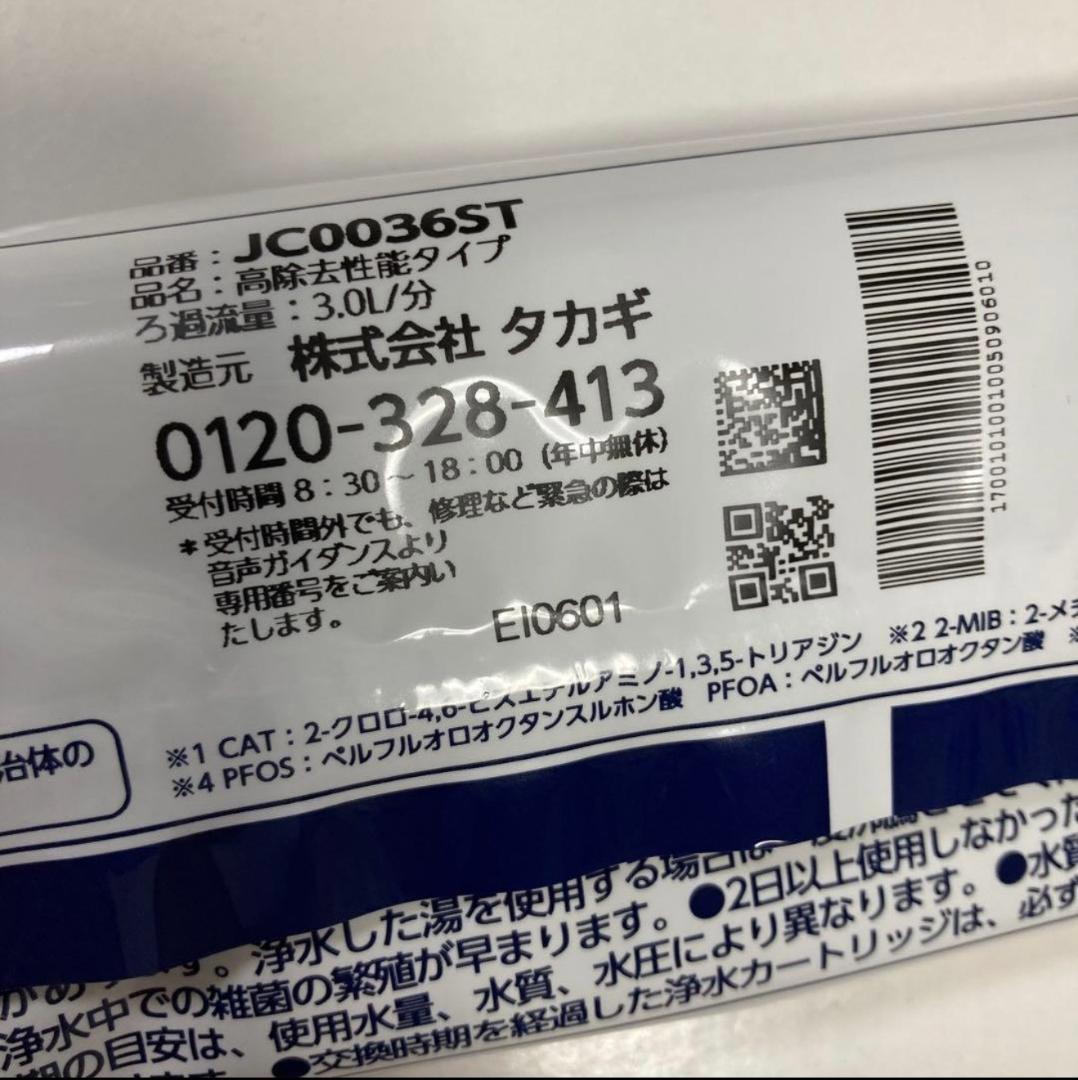 品番：JC0036ST
品名：高除去性能タイプ
ろ過流量：3.0L/分
製造元 株式会社 タカギ
0120-328-413
受付時間 8：30～18：00（年中無休）
＊受付時間外でも、修理など緊急の際は
音声ガイダンスより
専用番号をご案内い
たします。
EI0601
17001010010050906010
治体の
※1 CAT：2-クロロ-4,6-ビスエチルアミノ-1,3,5-トリアジン ※2 2-MIB：2-メチ
※4 PFOS：ペルフルオロオクタンスルホン酸 PFOA：ペルフルオロオクタン酸
浄水した湯を使用する場合は
浄水中での雑菌の繁殖が早まります。●2日以上使用しなかった
の目安は、使用水量、水質、水圧により異なります。●水質
●交換時期を経過した浄水カートリッジは、必ず